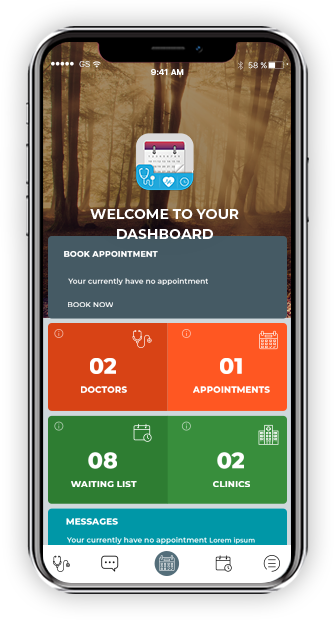 GS
58 %
9:41 AM
WELCOME TO YOUR
DASHBOARD
BOOK APPOINTMENT
Your currently have no appointment
BOOK NOW
02
DOCTORS
01
APPOINTMENTS
08
WAITING LIST
02
CLINICS
MESSAGES
Your currently have no appointment Lorem ipsum